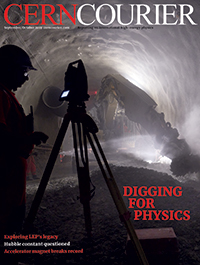 CERNCOURIER
DIGGING
FOR
PHYSICS
Exploring LEP's legacy
Hubble constant questioned
Accelerator magnet breaks record